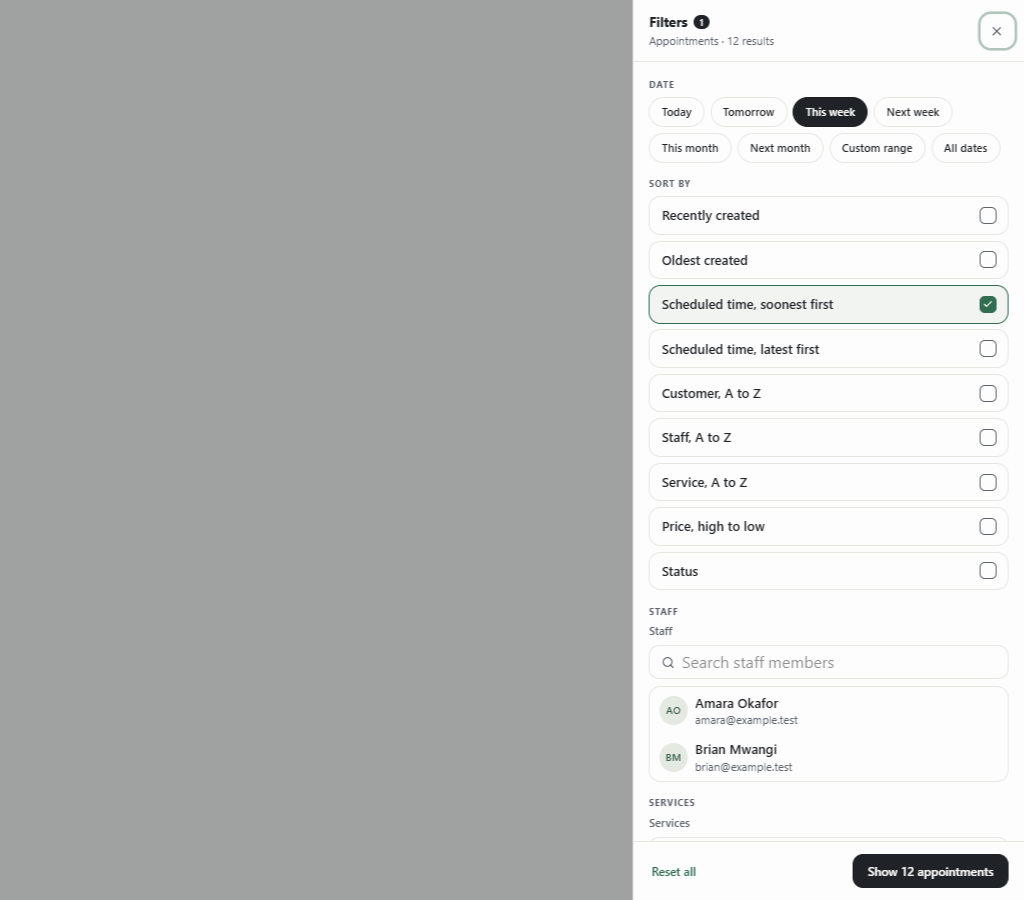 Filters 1
Appointments · 12 results
DATE
Today Tomorrow This week Next week
This month Next month Custom range All dates
SORT BY
Recently created
Oldest created
Scheduled time, soonest first
Scheduled time, latest first
Customer, A to Z
Staff, A to Z
Service, A to Z
Price, high to low
Status
STAFF
Staff
Search staff members
AO Amara Okafor
amara@example.test
BM Brian Mwangi
brian@example.test
SERVICES
Services
Reset all Show 12 appointments